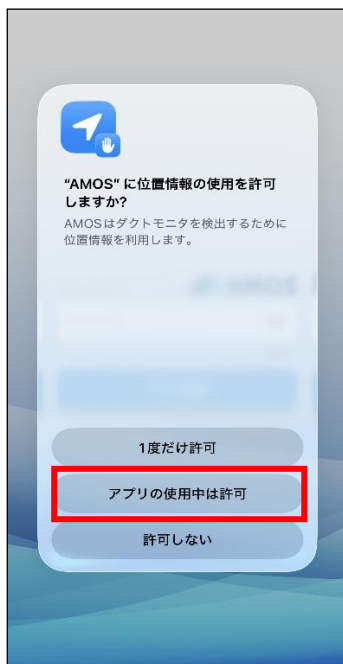 “AMOS” に位置情報の使用を許可
しますか?
AMOSはダクトモニタを検出するために
位置情報を利用します。
1度だけ許可
アプリの使用中は許可
許可しない